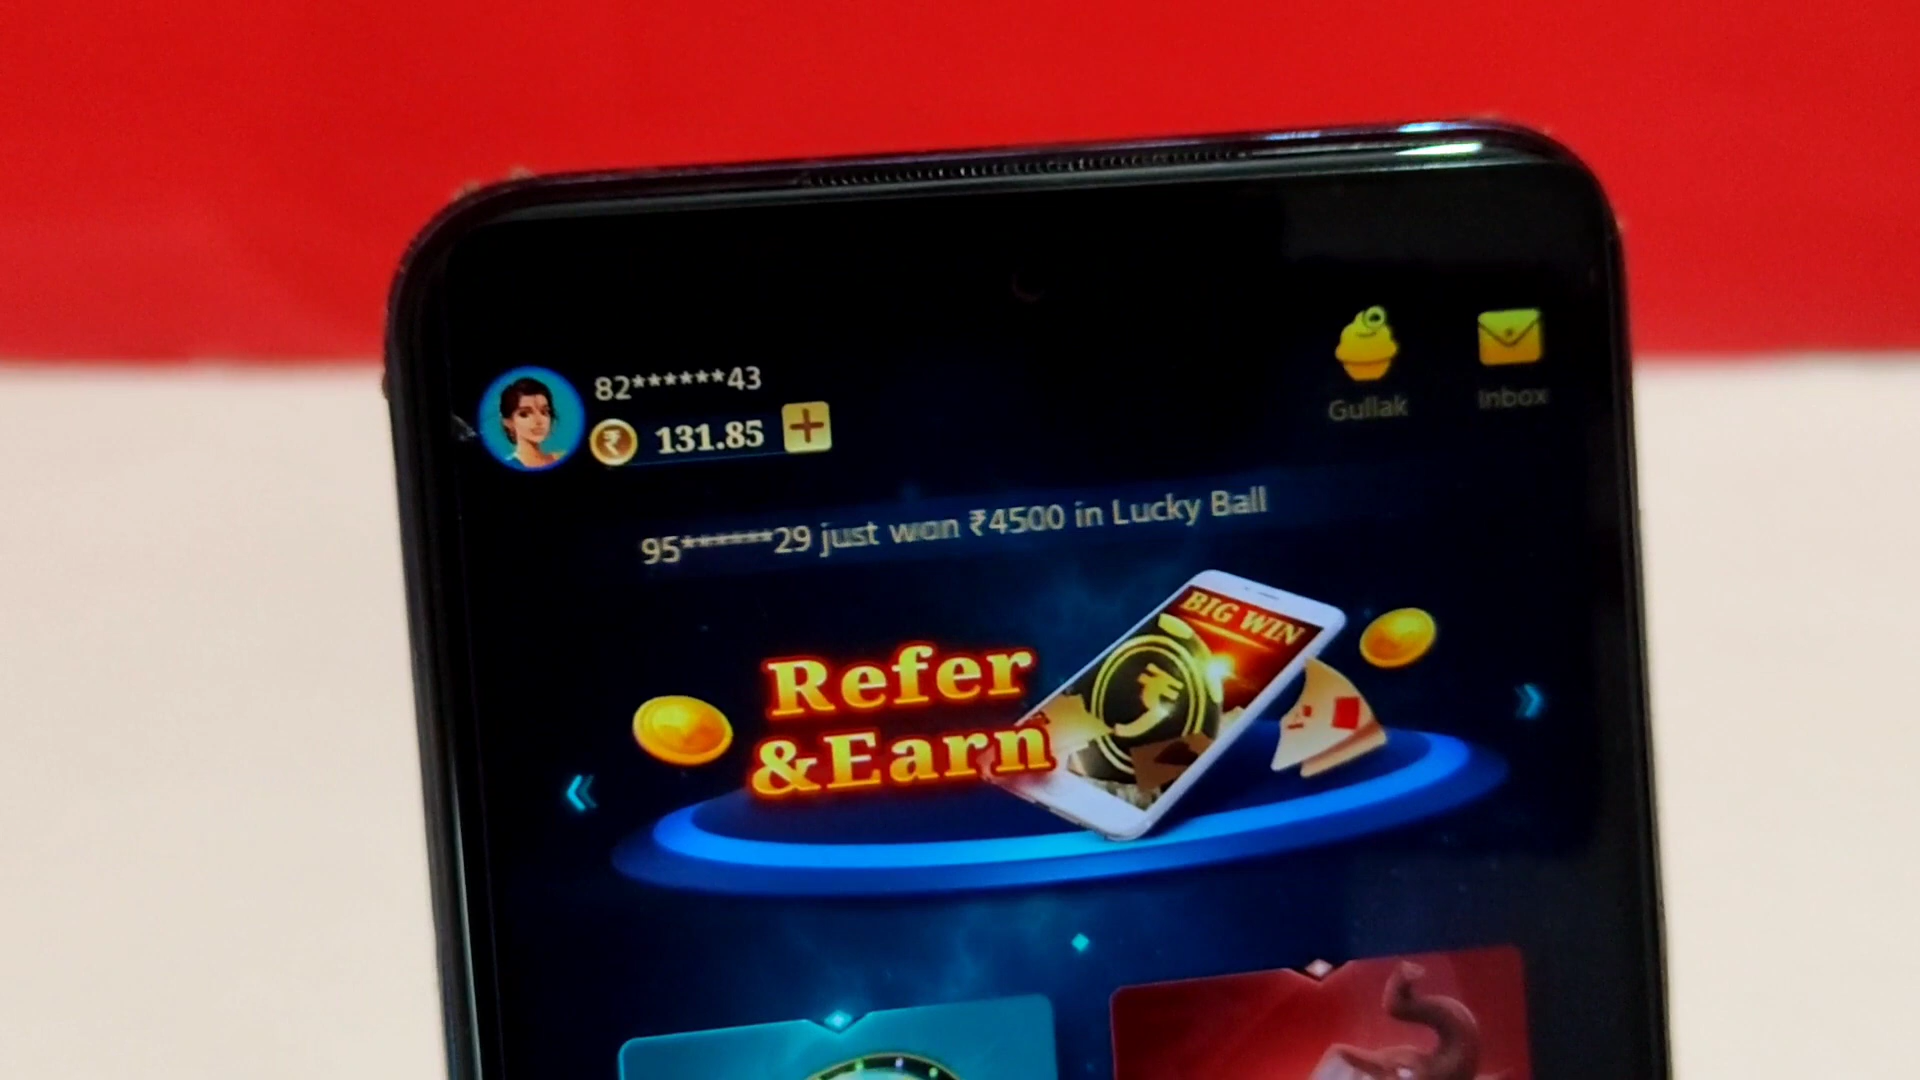 82******43
₹ 131.85 +
Gullak
Inbox
95******29 just won ₹4500 in Lucky Ball
BIG WIN
Refer
&Earn